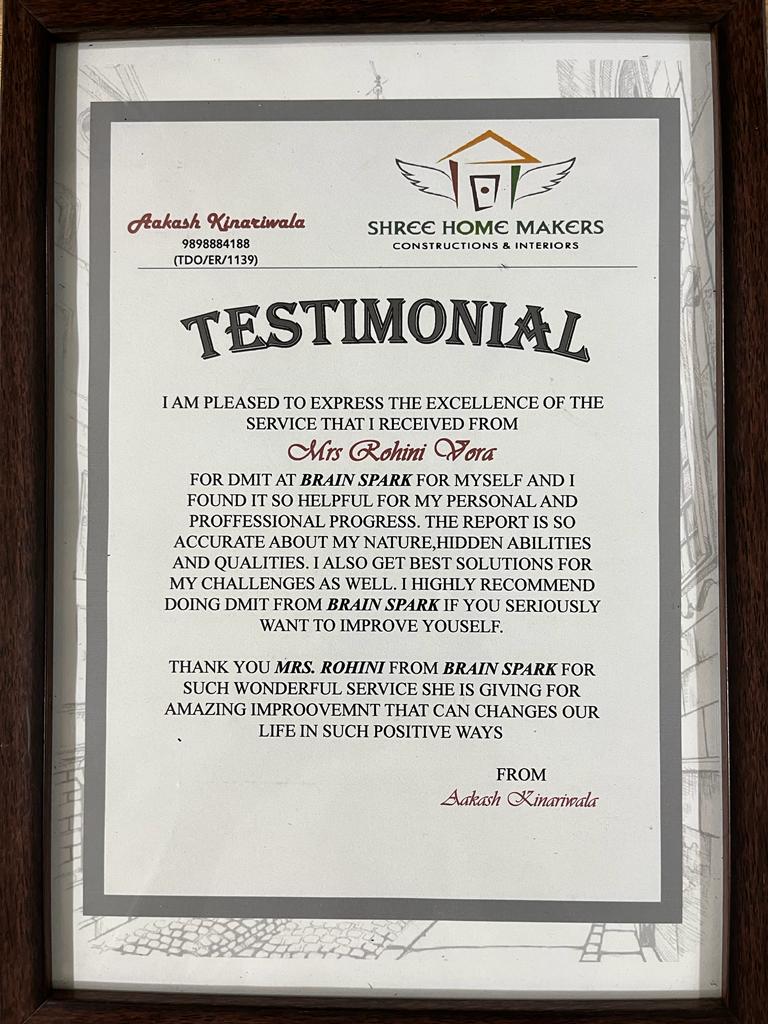 Aakash Kinariwala
9898884188
(TDO/ER/1139)
SHREE HOME MAKERS
CONSTRUCTIONS & INTERIORS
TESTIMONIAL
I AM PLEASED TO EXPRESS THE EXCELLENCE OF THE
SERVICE THAT I RECEIVED FROM
Mrs Rohini Vora
FOR DMIT AT BRAIN SPARK FOR MYSELF AND I
FOUND IT SO HELPFUL FOR MY PERSONAL AND
PROFFESSIONAL PROGRESS. THE REPORT IS SO
ACCURATE ABOUT MY NATURE,HIDDEN ABILITIES
AND QUALITIES. I ALSO GET BEST SOLUTIONS FOR
MY CHALLENGES AS WELL. I HIGHLY RECOMMEND
DOING DMIT FROM BRAIN SPARK IF YOU SERIOUSLY
WANT TO IMPROVE YOUSELF.
THANK YOU MRS. ROHINI FROM BRAIN SPARK FOR
SUCH WONDERFUL SERVICE SHE IS GIVING FOR
AMAZING IMPROOVEMNT THAT CAN CHANGES OUR
LIFE IN SUCH POSITIVE WAYS
FROM
Aakash Kinariwala